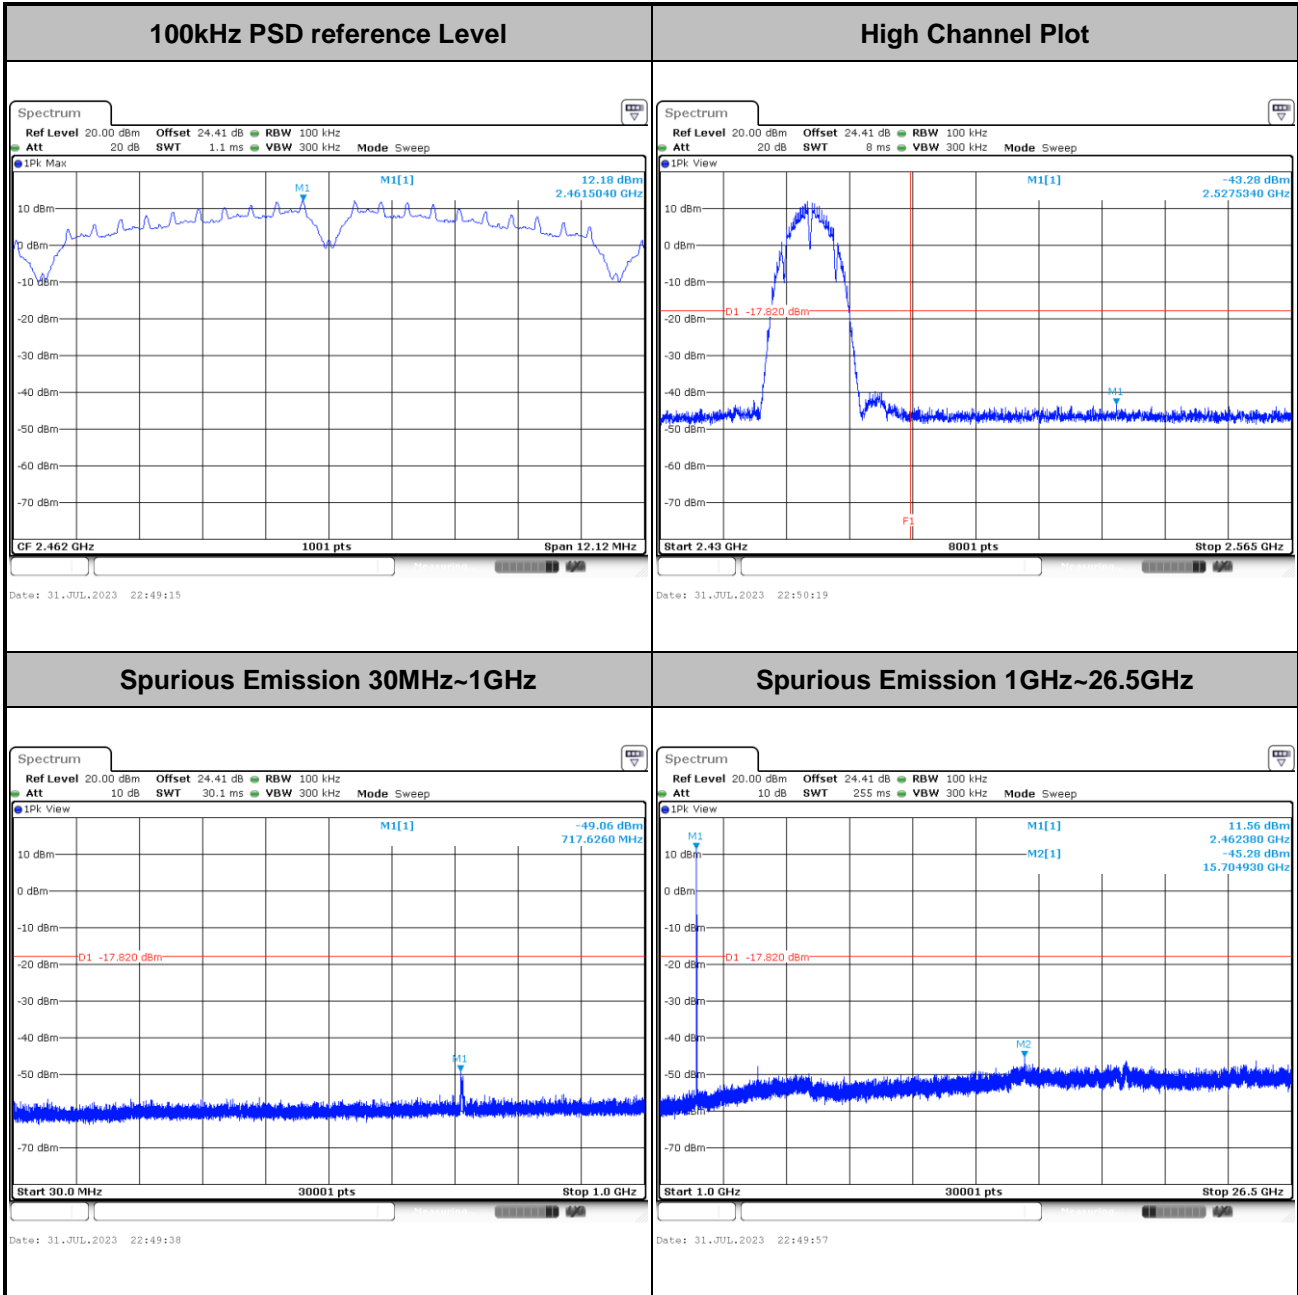 100kHz PSD reference Level
Spectrum
Ref Level 20.00 dBm Offset 24.41 dB RBW 100 kHz
Att 20 dB SWT 1.1 ms VBW 300 kHz Mode Sweep
1Pk Max
M1[1] 12.18 dBm
2.4615040 GHz
M1
10 dBm
0 dBm
-10 dBm
-20 dBm
-30 dBm
-40 dBm
-50 dBm
-60 dBm
-70 dBm
CF 2.462 GHz 1001 pts Span 12.12 MHz
Measuring
Date: 31.JUL.2023 22:49:15
High Channel Plot
Spectrum
Ref Level 20.00 dBm Offset 24.41 dB RBW 100 kHz
Att 20 dB SWT 8 ms VBW 300 kHz Mode Sweep
1Pk View
M1[1] -43.28 dBm
2.5275340 GHz
10 dBm
0 dBm
-10 dBm
D1 -17.820 dBm
-20 dBm
-30 dBm
-40 dBm
M1
-50 dBm
-60 dBm
-70 dBm
F1
Start 2.43 GHz 8001 pts Stop 2.565 GHz
Measuring
Date: 31.JUL.2023 22:50:19
Spurious Emission 30MHz~1GHz
Spectrum
Ref Level 20.00 dBm Offset 24.41 dB RBW 100 kHz
Att 10 dB SWT 30.1 ms VBW 300 kHz Mode Sweep
1Pk View
M1[1] -49.06 dBm
717.6260 MHz
10 dBm
0 dBm
-10 dBm
D1 -17.820 dBm
-20 dBm
-30 dBm
-40 dBm
M1
-50 dBm
-70 dBm
Start 30.0 MHz 30001 pts Stop 1.0 GHz
Measuring
Date: 31.JUL.2023 22:49:38
Spurious Emission 1GHz~26.5GHz
Spectrum
Ref Level 20.00 dBm Offset 24.41 dB RBW 100 kHz
Att 10 dB SWT 255 ms VBW 300 kHz Mode Sweep
1Pk View
M1[1] 11.56 dBm
2.462380 GHz
M1
10 dBm
M2[1] -45.28 dBm
15.704930 GHz
0 dBm
-10 dBm
D1 -17.820 dBm
-20 dBm
-30 dBm
-40 dBm
M2
-50 dBm
-70 dBm
Start 1.0 GHz 30001 pts Stop 26.5 GHz
Measuring
Date: 31.JUL.2023 22:49:57